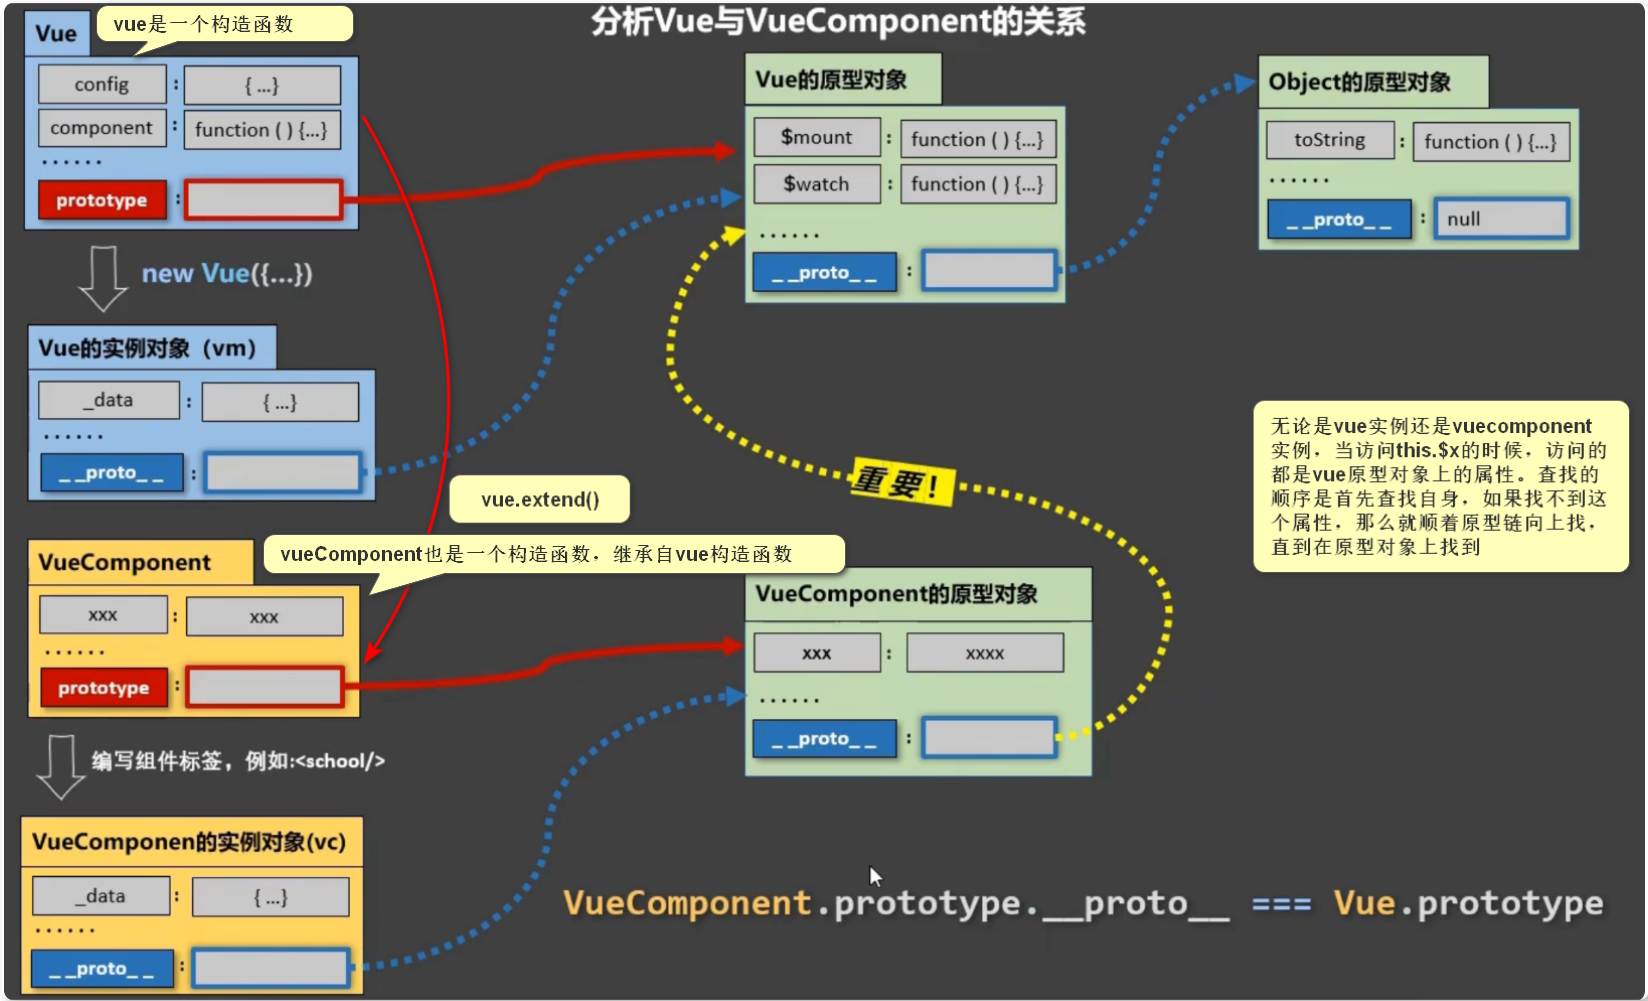 分析Vue与VueComponent的关系
Vue
vue是一个构造函数
config : { ...}
component : function ( ) {...}
......
prototype :
new Vue({...})
Vue的实例对象（vm）
_data : { ...}
......
_ _proto_ _ :
vue.extend()
VueComponent
vueComponent也是一个构造函数，继承自vue构造函数
xxx : xxx
......
prototype :
编写组件标签，例如:<school/>
VueComponen的实例对象(vc)
_data : { ...}
......
_ _proto_ _ :
Vue的原型对象
$mount : function ( ) {...}
$watch : function ( ) {...}
......
_ _proto_ _ :
Object的原型对象
toString : function ( ) {...}
......
_ _proto_ _ : null
重要！
无论是vue实例还是vuecomponent
实例，当访问this.$x的时候，访问的
都是vue原型对象上的属性。查找的
顺序是首先查找自身，如果找不到这
个属性，那么就顺着原型链向上找，
直到在原型对象上找到
VueComponent的原型对象
xxx : xxxx
......
_ _proto_ _ :
VueComponent.prototype.__proto__ === Vue.prototype